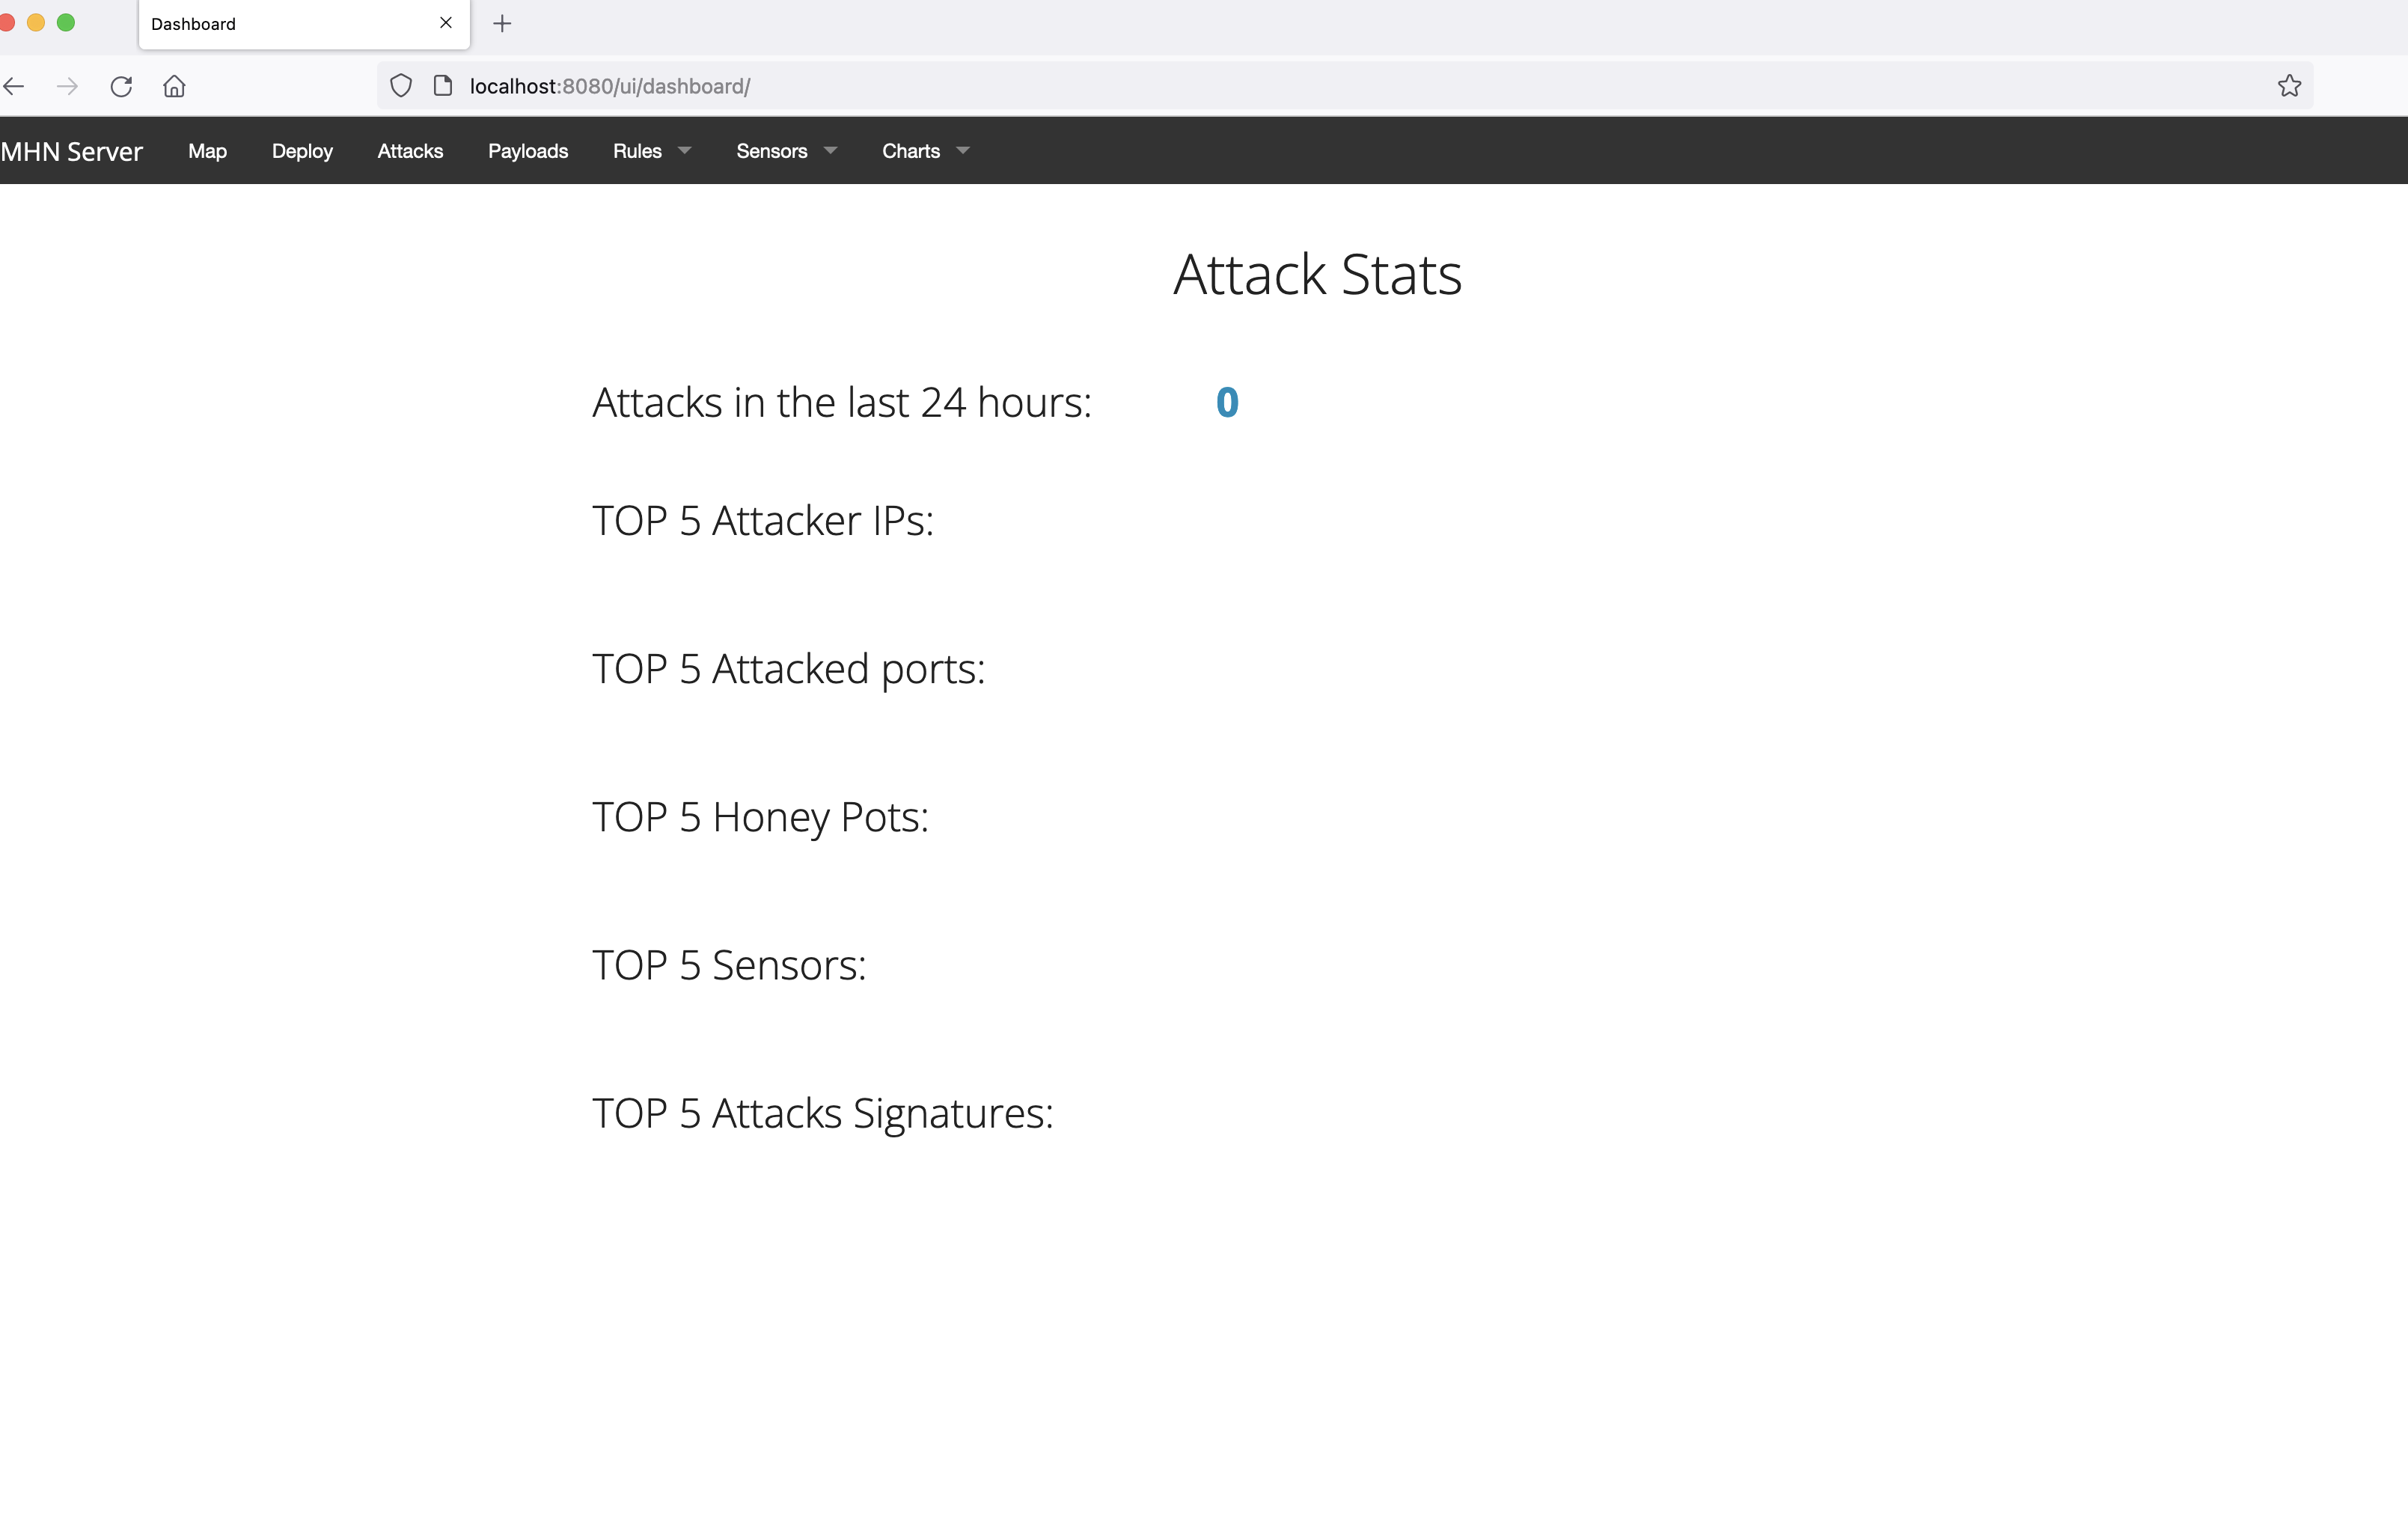 Dashboard
localhost:8080/ui/dashboard/
MHN Server Map Deploy Attacks Payloads Rules Sensors Charts
Attack Stats
Attacks in the last 24 hours: 0
TOP 5 Attacker IPs:
TOP 5 Attacked ports:
TOP 5 Honey Pots:
TOP 5 Sensors:
TOP 5 Attacks Signatures: